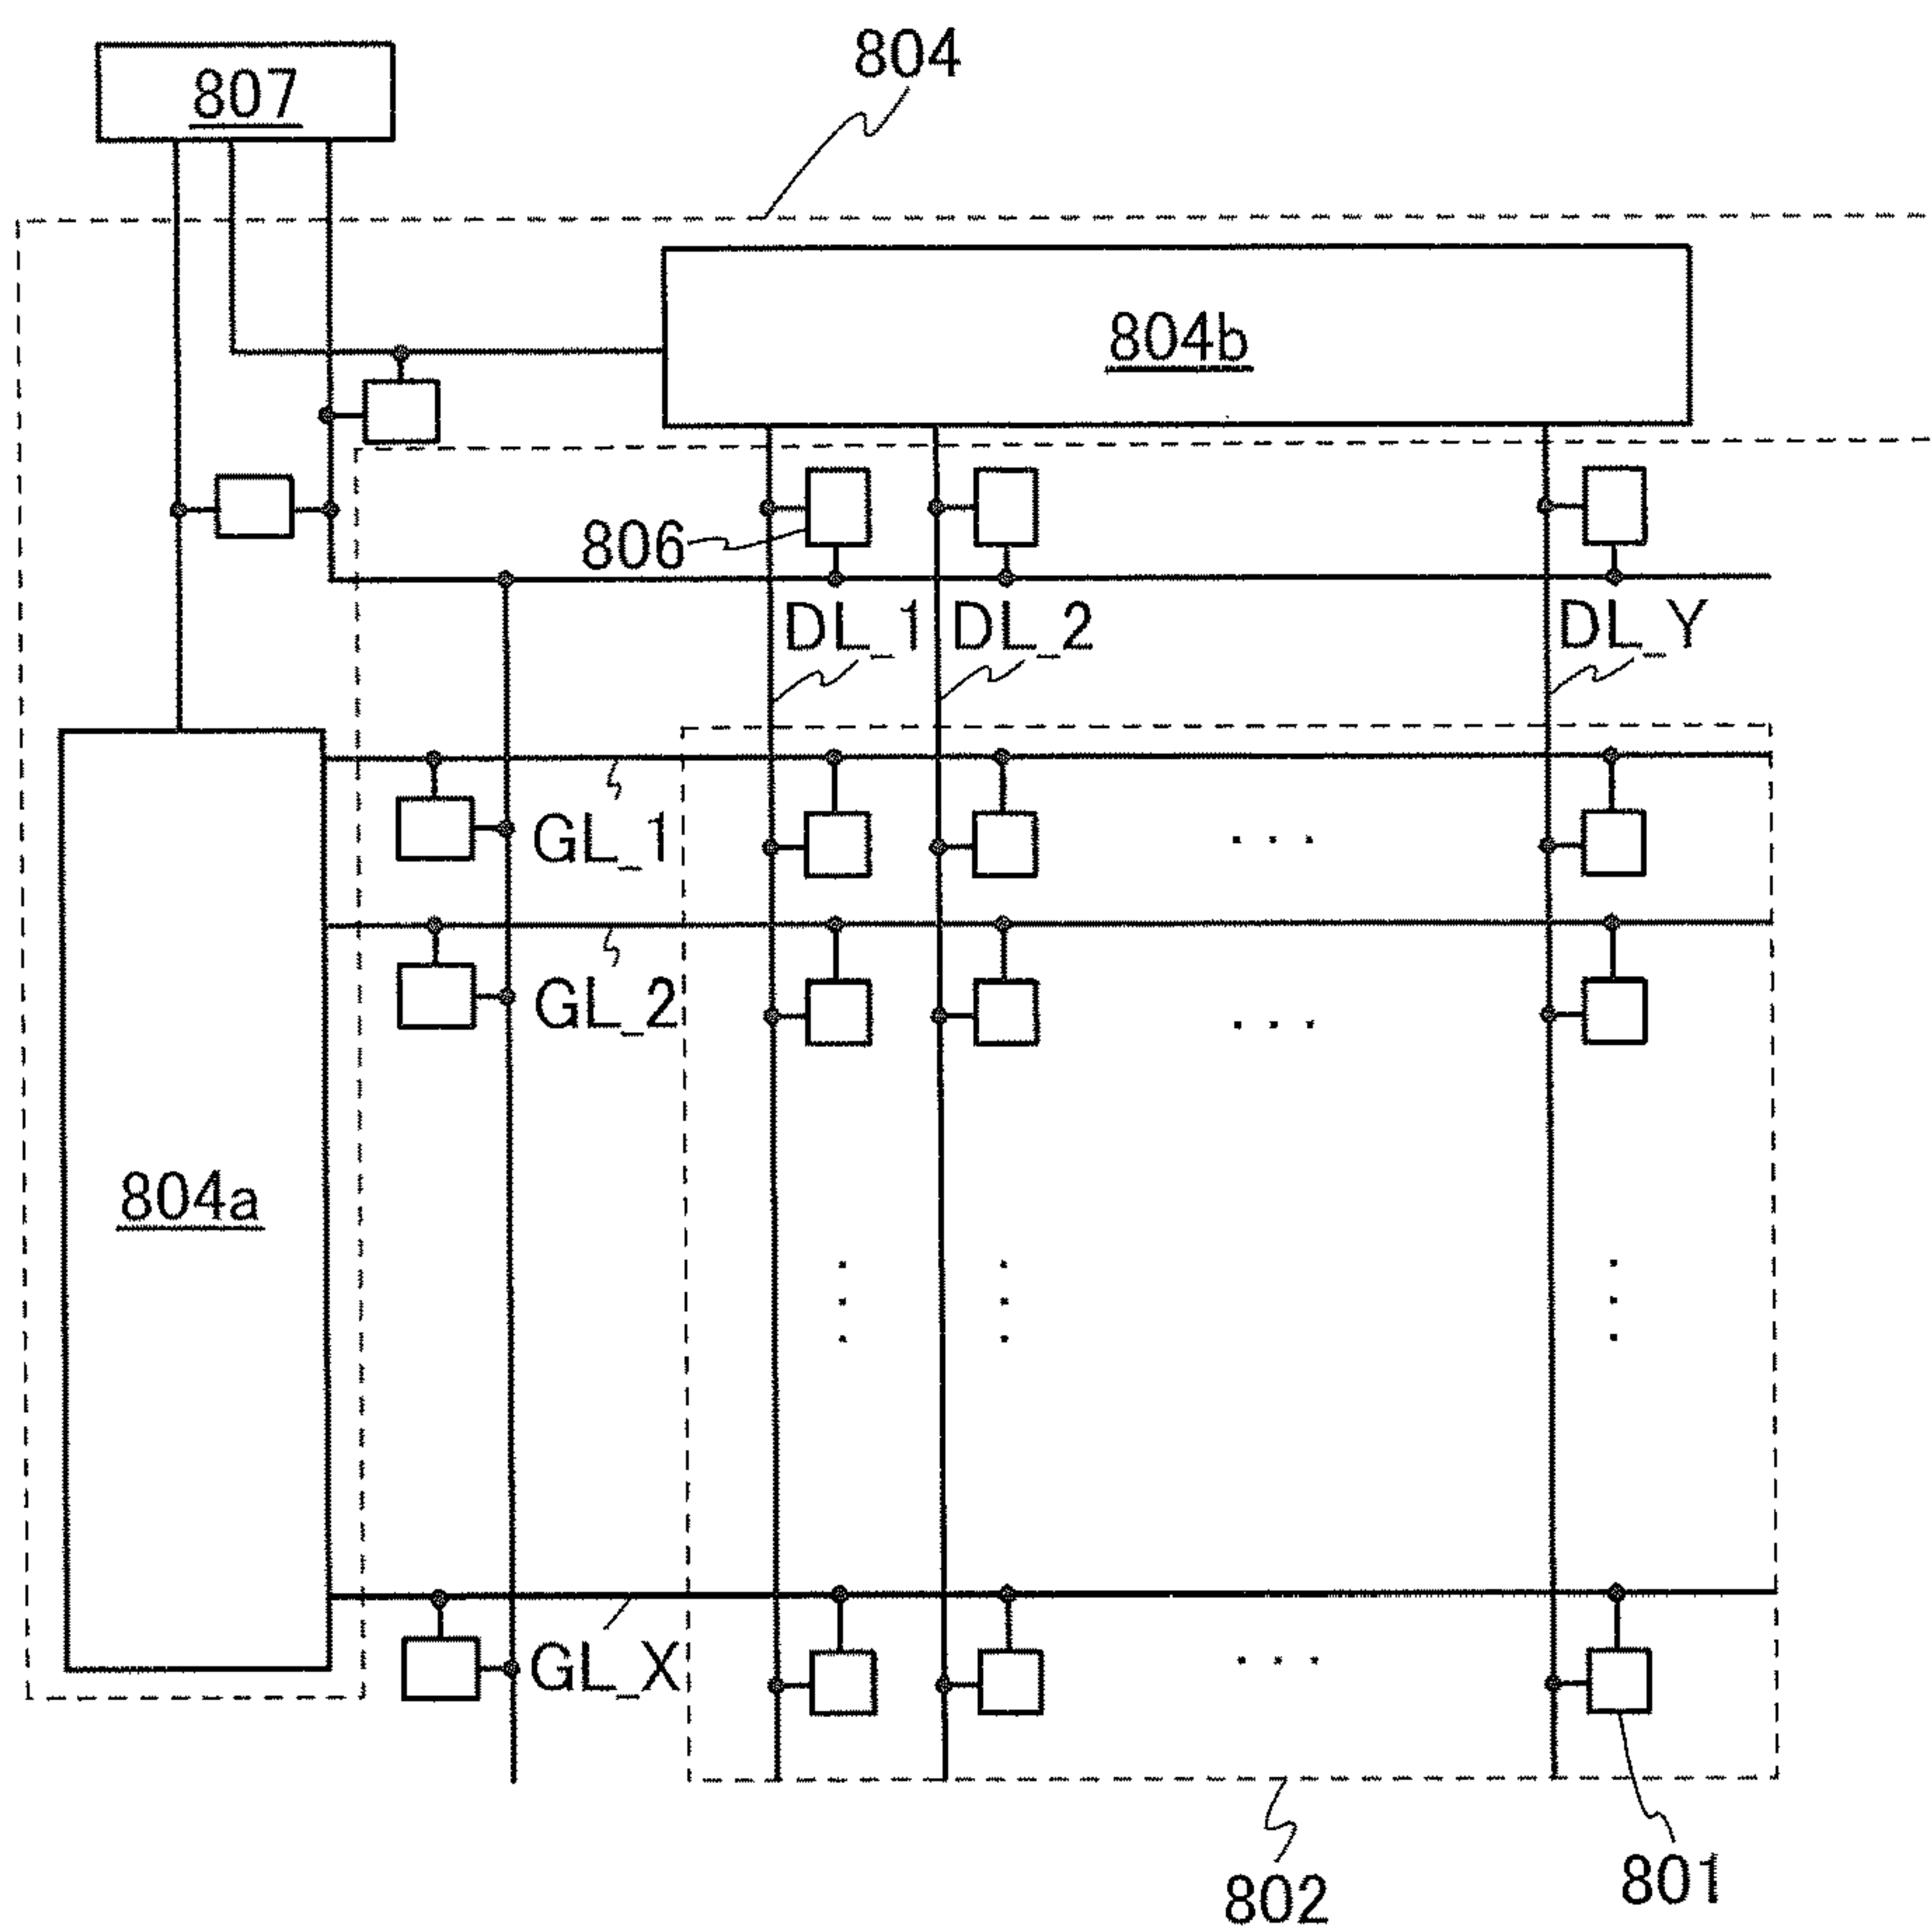 804
807
804b
806
DL_1 DL_2 DL_Y
GL_1
GL_2
804a
. . .
. . .
GL_X
. . .
802
801